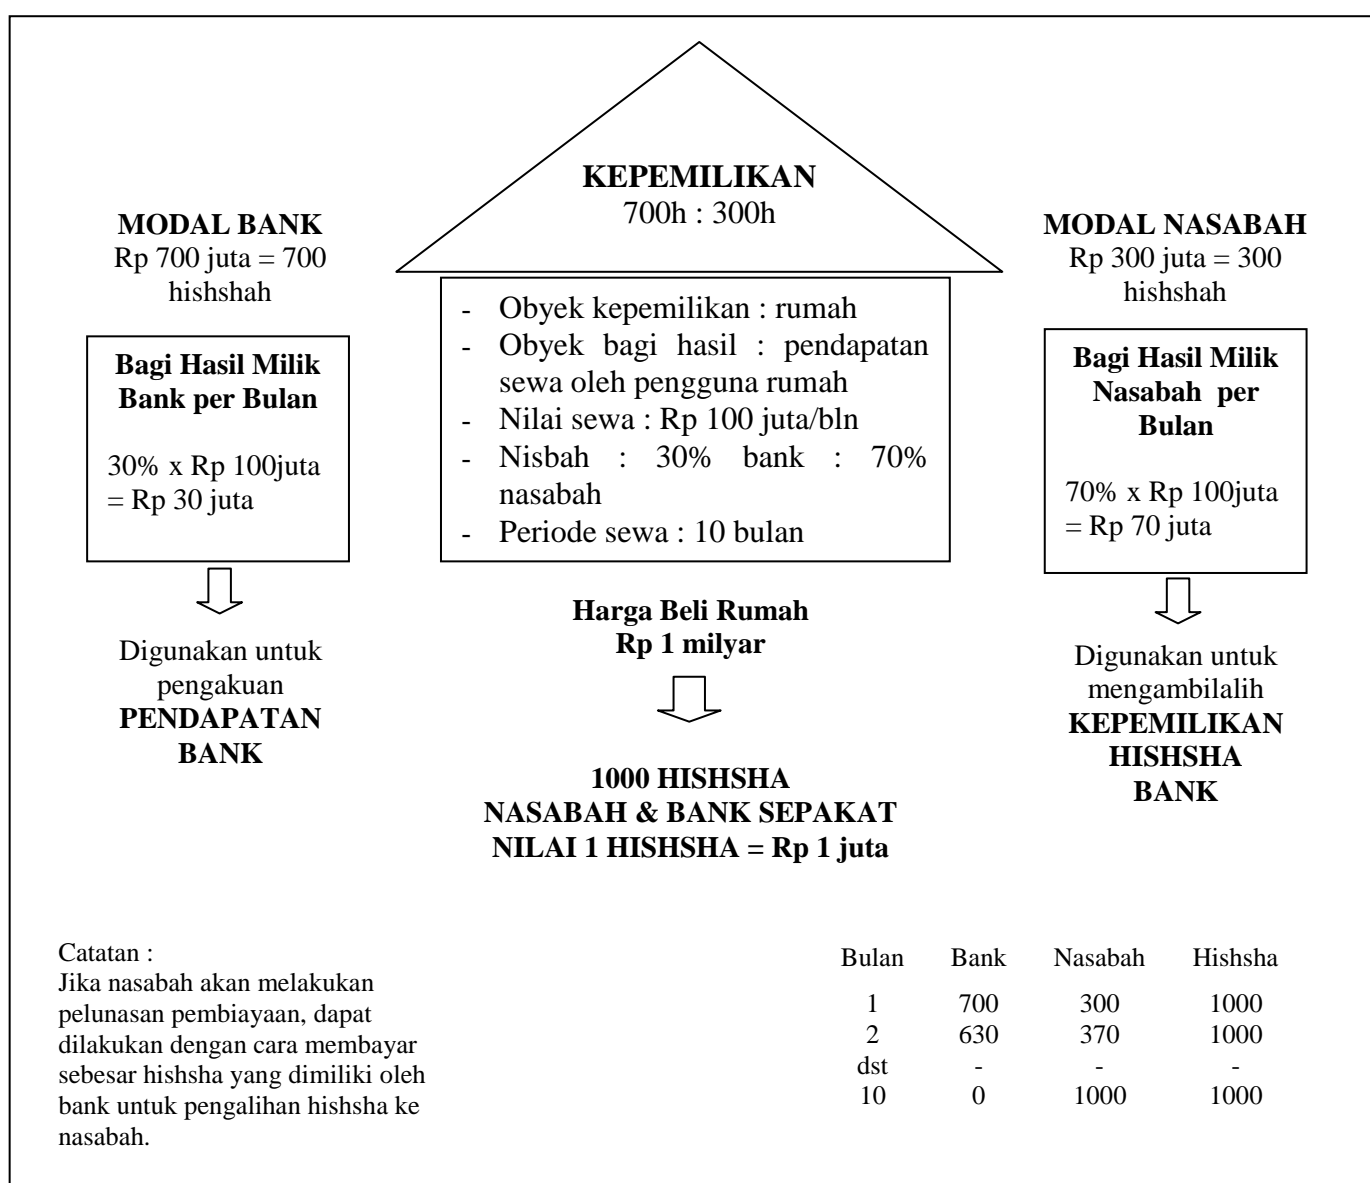 KEPEMILIKAN
700h : 300h
MODAL BANK
Rp 700 juta = 700
hishshah
Bagi Hasil Milik
Bank per Bulan
30% x Rp 100juta
= Rp 30 juta
Digunakan untuk
pengakuan
PENDAPATAN
BANK
- Obyek kepemilikan : rumah
- Obyek bagi hasil : pendapatan
sewa oleh pengguna rumah
- Nilai sewa : Rp 100 juta/bln
- Nisbah : 30% bank : 70%
nasabah
- Periode sewa : 10 bulan
Harga Beli Rumah
Rp 1 milyar
1000 HISHSHA
NASABAH & BANK SEPAKAT
NILAI 1 HISHSHA = Rp 1 juta
MODAL NASABAH
Rp 300 juta = 300
hishshah
Bagi Hasil Milik
Nasabah per
Bulan
70% x Rp 100juta
= Rp 70 juta
Digunakan untuk
mengambilalih
KEPEMILIKAN
HISHSHA
BANK
Catatan :
Jika nasabah akan melakukan
pelunasan pembiayaan, dapat
dilakukan dengan cara membayar
sebesar hishsha yang dimiliki oleh
bank untuk pengalihan hishsha ke
nasabah.
Bulan Bank Nasabah Hishsha
1 700 300 1000
2 630 370 1000
dst - - -
10 0 1000 1000